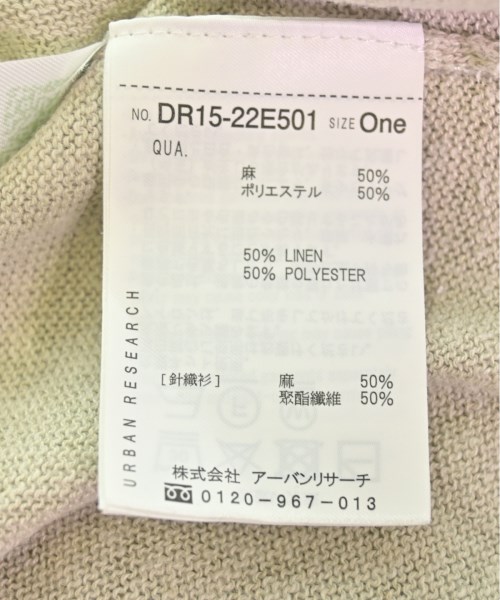 NO. DR15-22E501 SIZE One
QUA.
麻 50%
ポリエステル 50%
50% LINEN
50% POLYESTER
URBAN RESEARCH
[針織衫] 麻 50%
聚酯纖維 50%
株式会社 アーバンリサーチ
0120-967-013